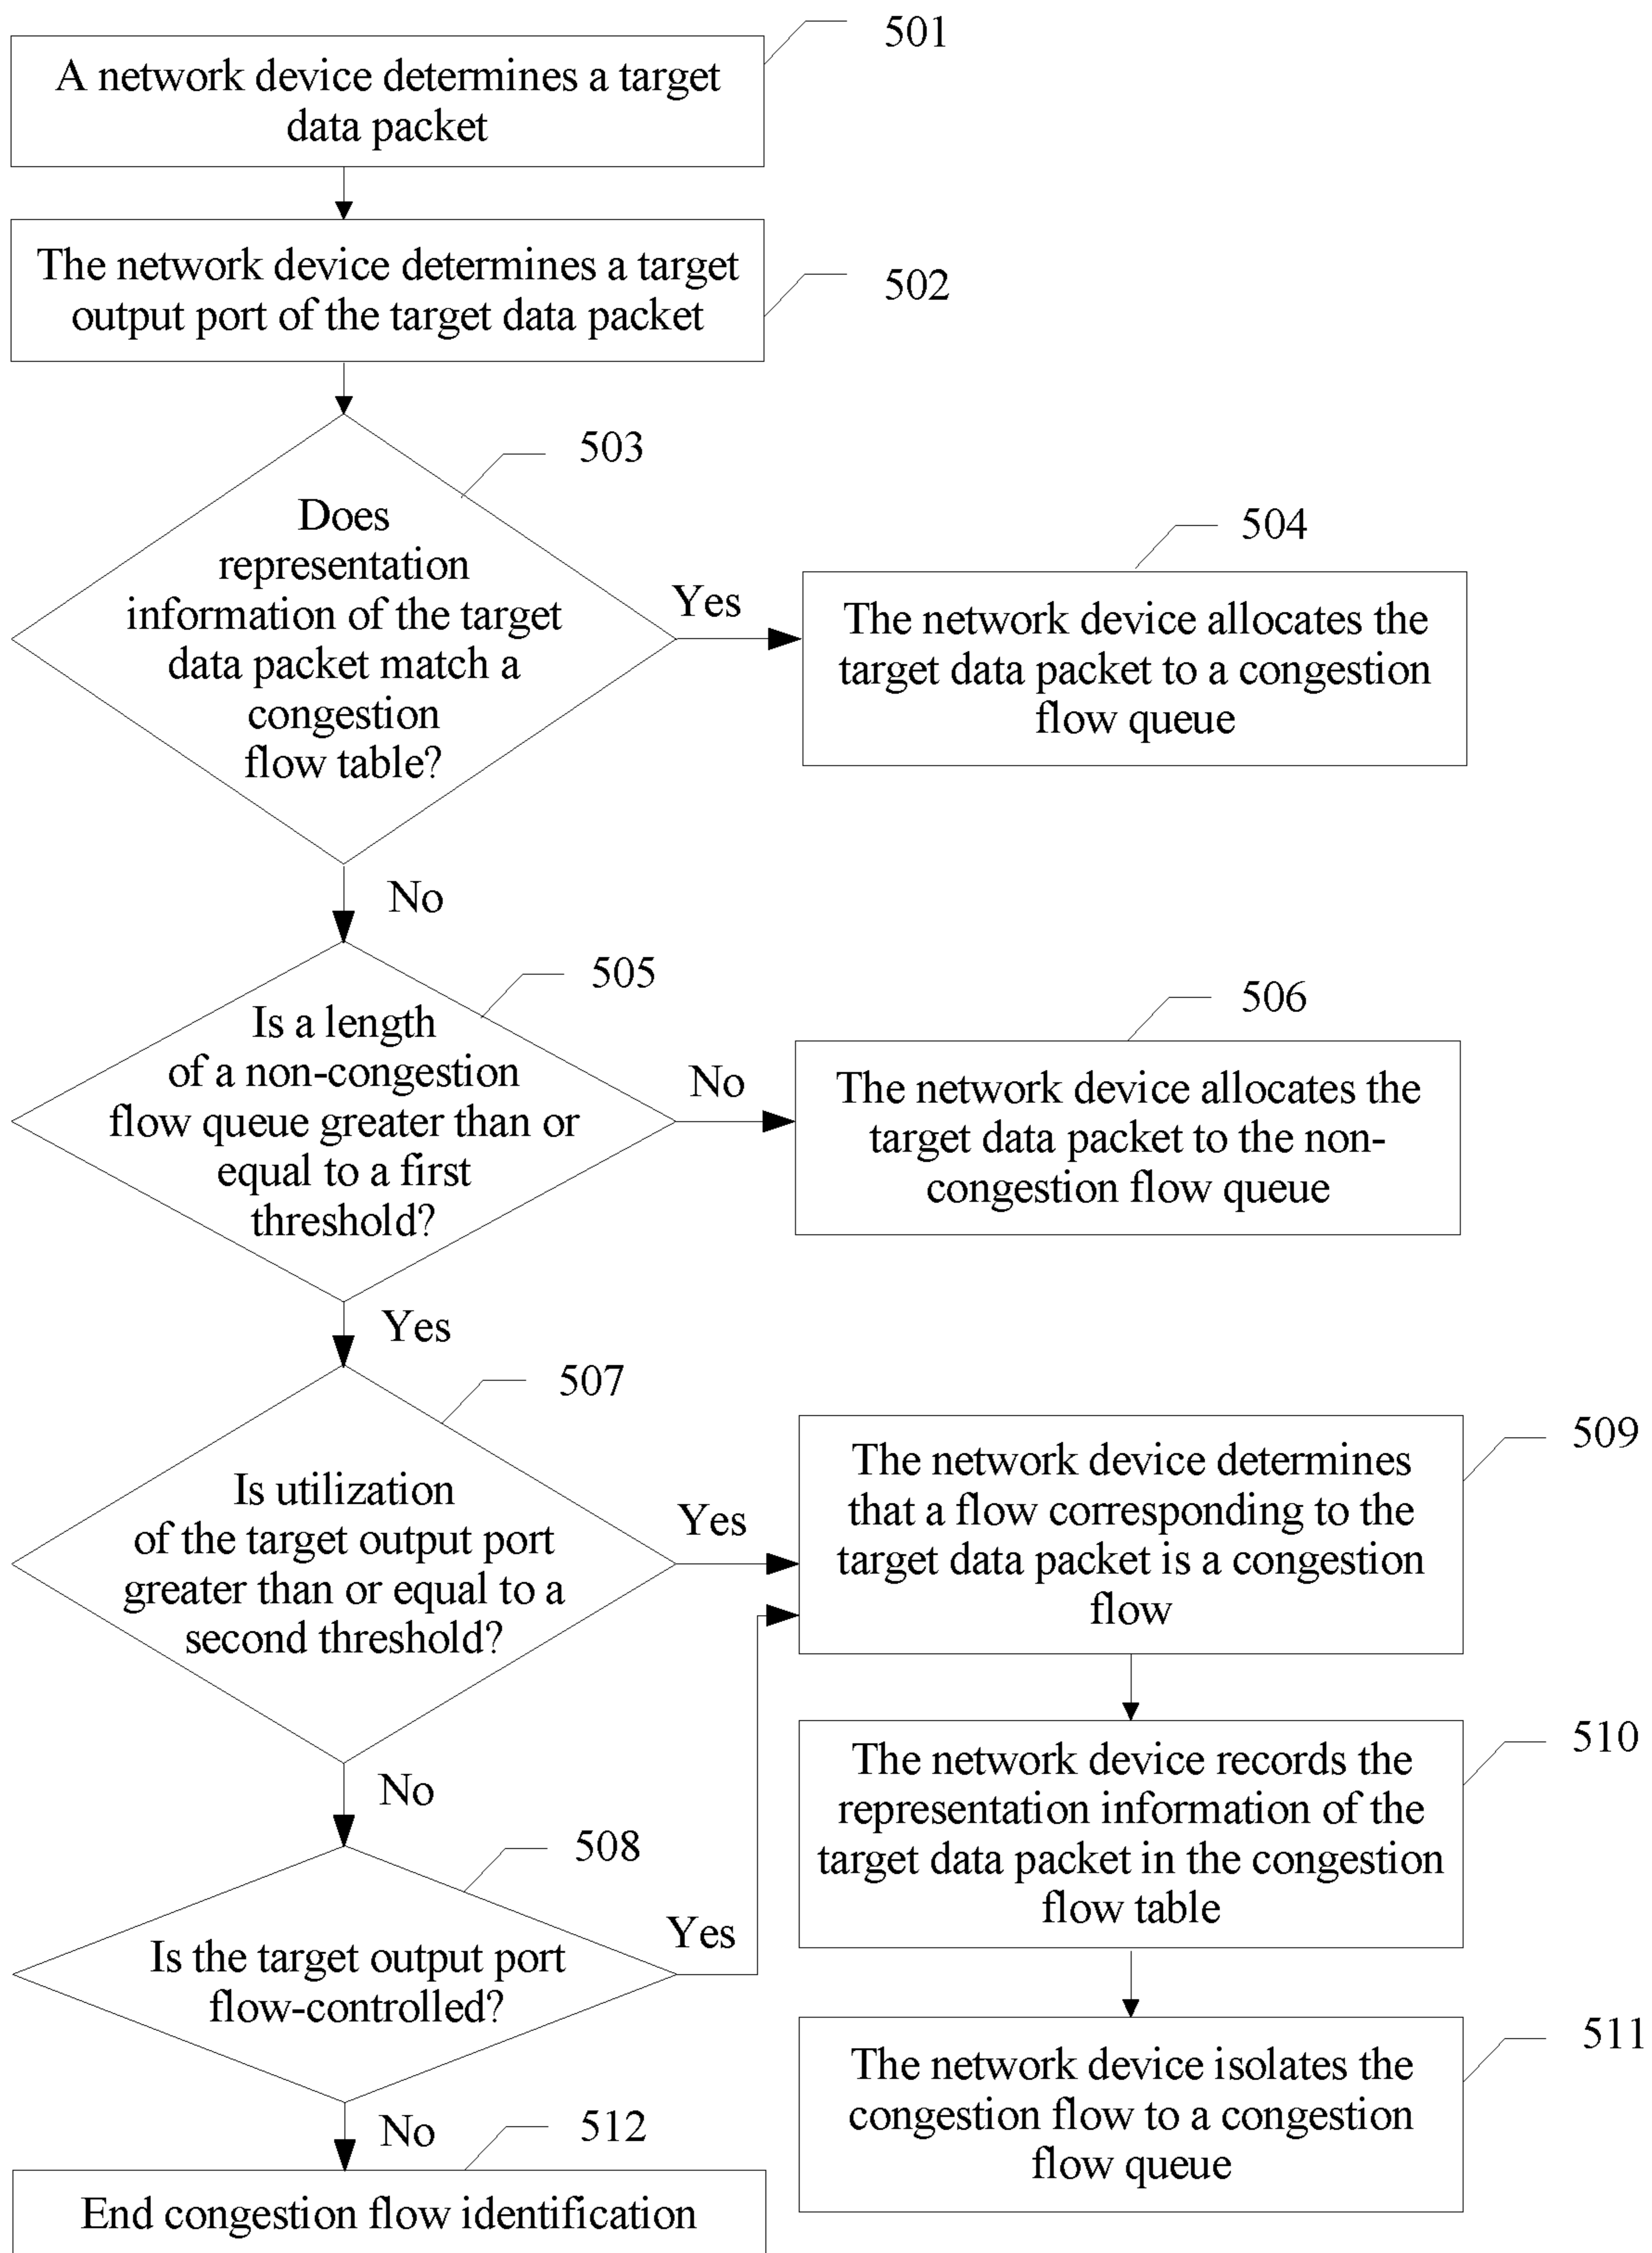 501
A network device determines a target
data packet
The network device determines a target
output port of the target data packet
502
503
Does
representation
information of the target
data packet match a
congestion
flow table?
Yes
504
The network device allocates the
target data packet to a congestion
flow queue
No
505
Is a length
of a non-congestion
flow queue greater than or
equal to a first
threshold?
No
506
The network device allocates the
target data packet to the non-
congestion flow queue
Yes
507
Is utilization
of the target output port
greater than or equal to a
second threshold?
Yes
509
The network device determines
that a flow corresponding to the
target data packet is a congestion
flow
No
508
Is the target output port
flow-controlled?
Yes
510
The network device records the
representation information of the
target data packet in the congestion
flow table
511
The network device isolates the
congestion flow to a congestion
flow queue
No
512
End congestion flow identification